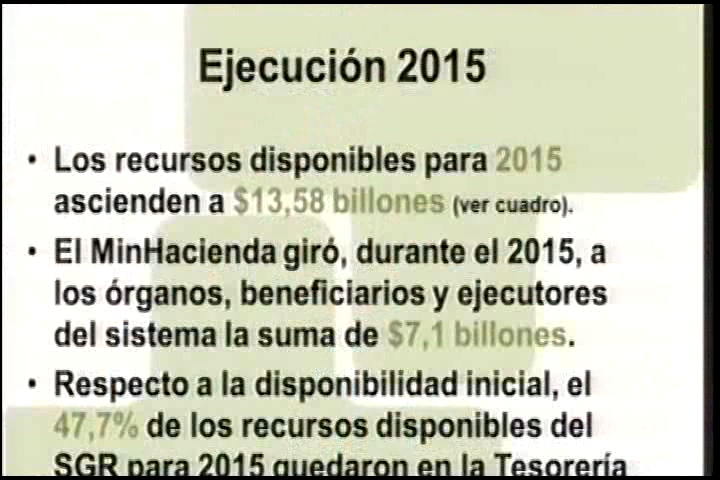 Ejecución 2015
• Los recursos disponibles para 2015
ascienden a $13,58 billones (ver cuadro).
• El MinHacienda giró, durante el 2015, a
los órganos, beneficiarios y ejecutores
del sistema la suma de $7,1 billones.
• Respecto a la disponibilidad inicial, el
47,7% de los recursos disponibles del
SGR para 2015 quedaron en la Tesorería